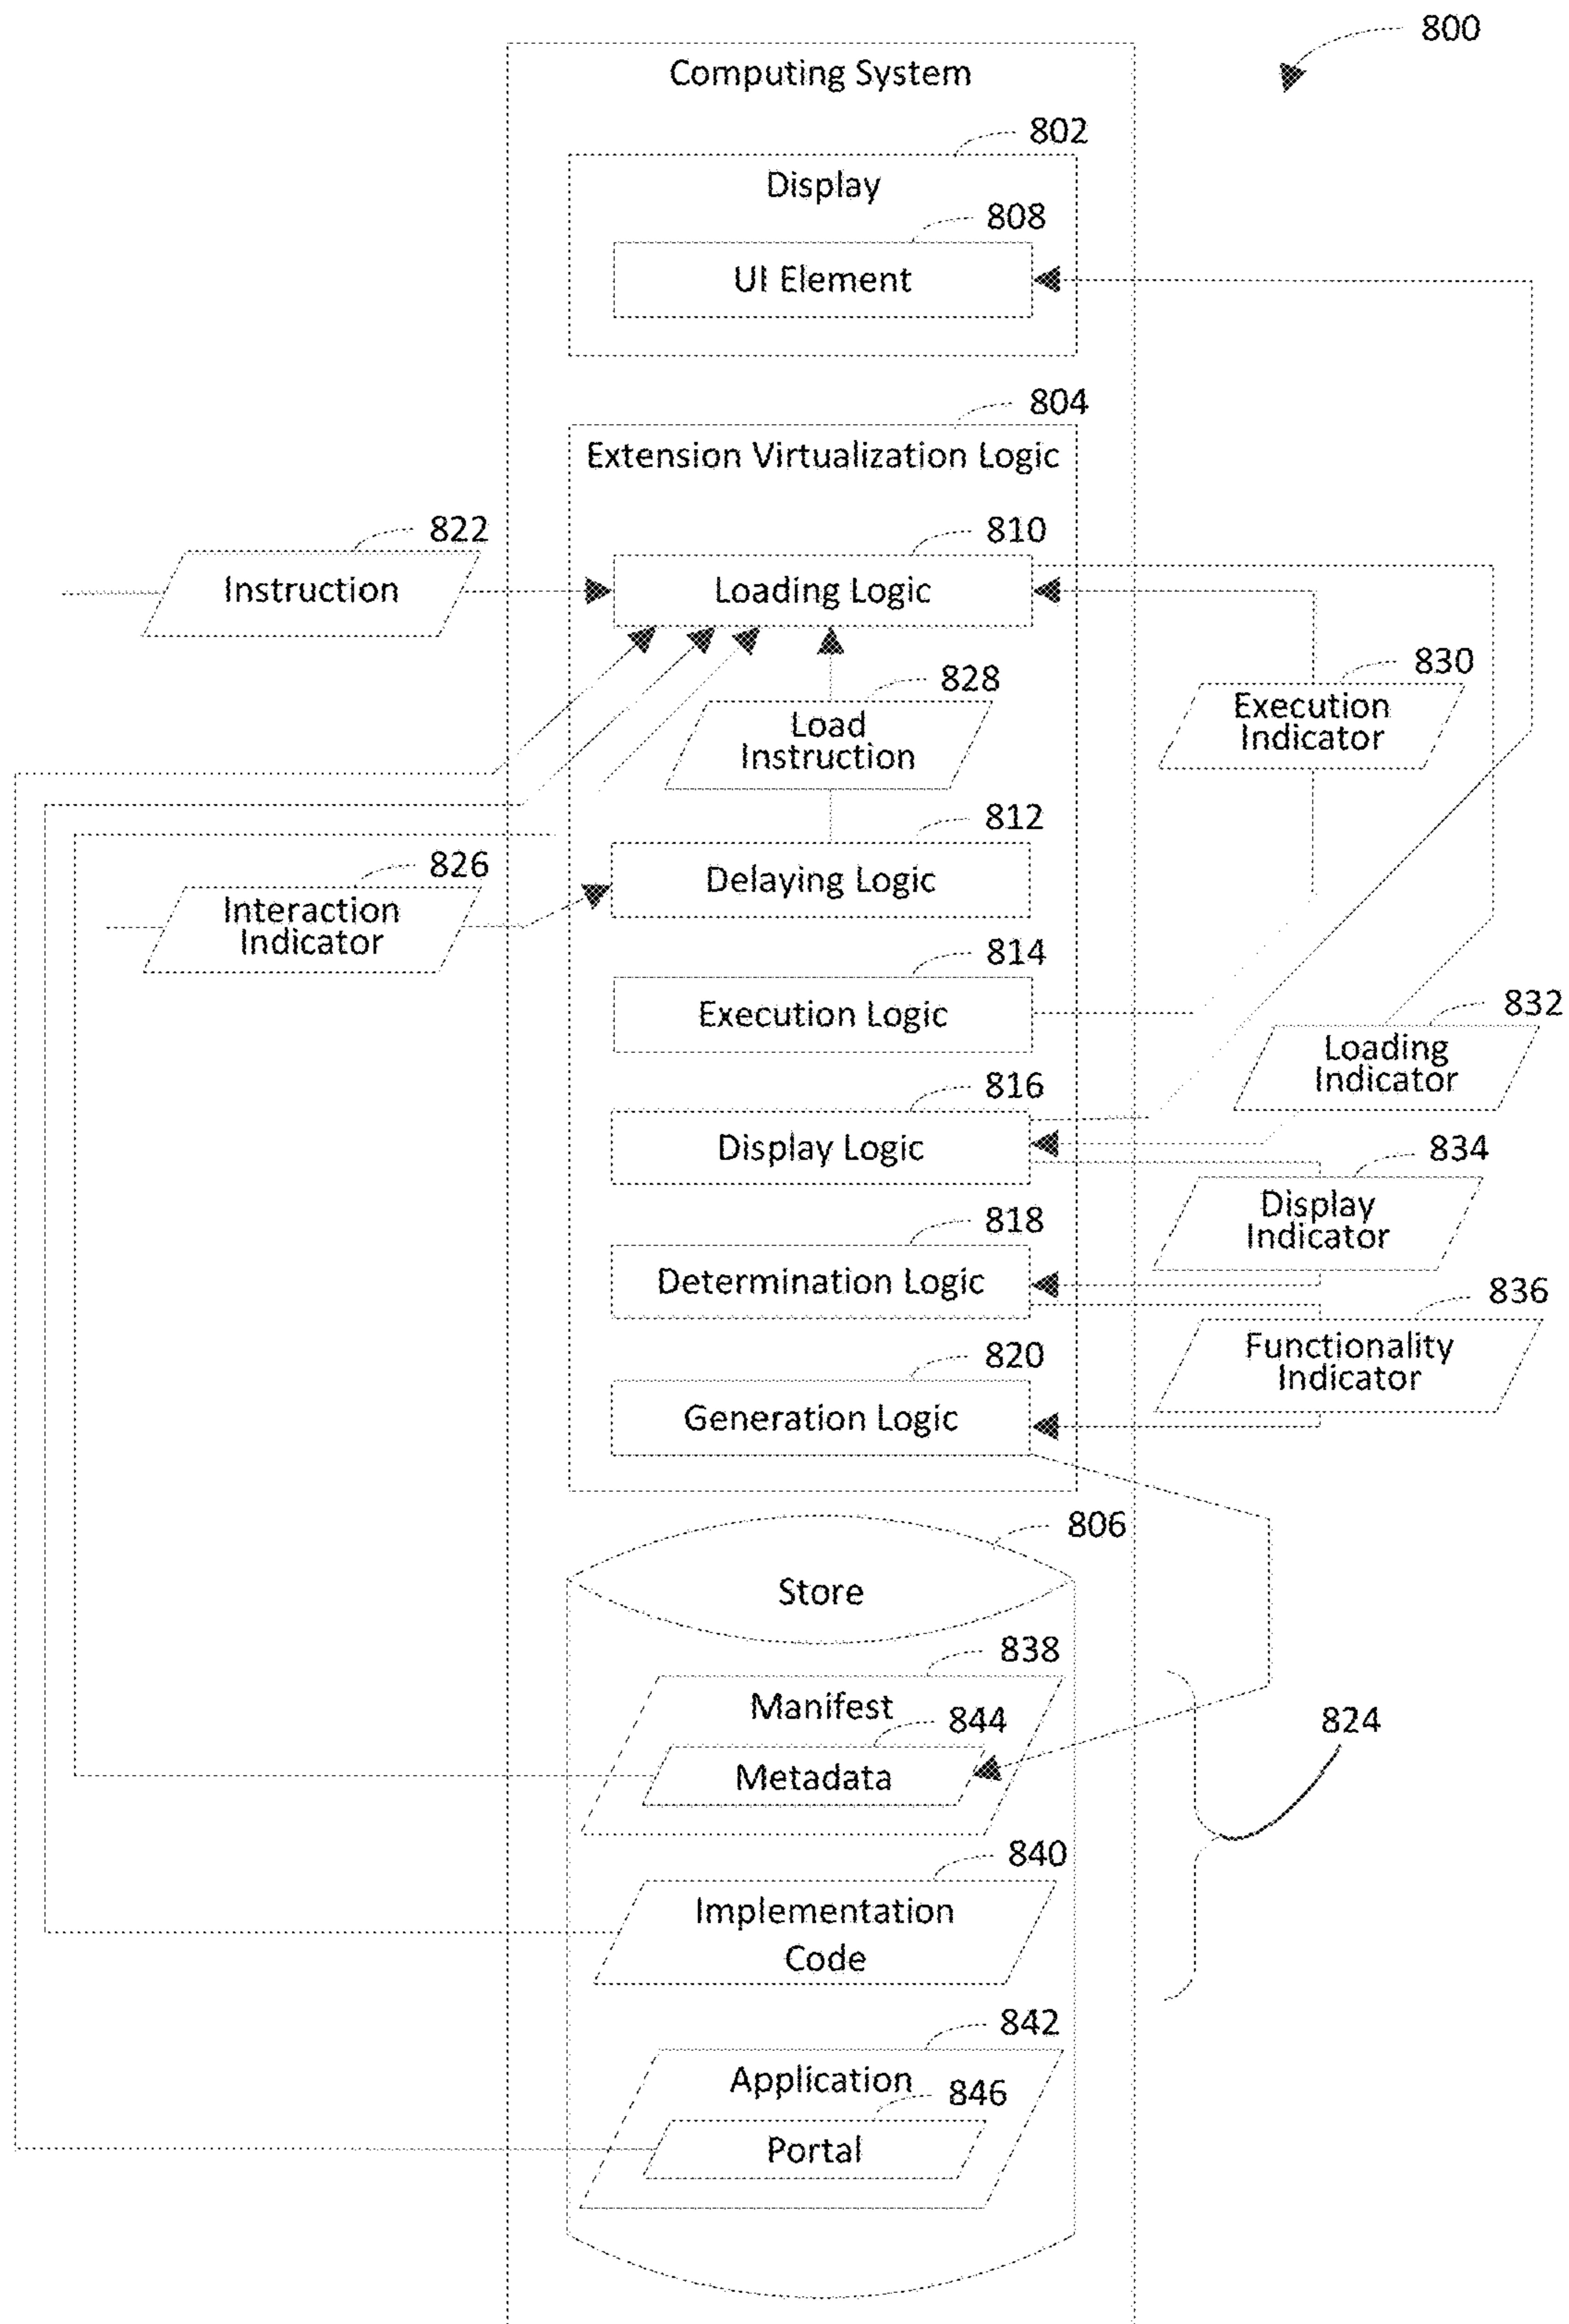 800
Computing System
802
Display
808
UI Element
804
Extension Virtualization Logic
822
810
Instruction
Loading Logic
828
830
Load
Instruction
Execution
Indicator
812
826
Delaying Logic
Interaction
Indicator
814
Execution Logic
832
Loading
Indicator
816
Display Logic
834
Display
Indicator
818
Determination Logic
836
Functionality
Indicator
820
Generation Logic
806
Store
838
Manifest
844
824
Metadata
840
Implementation
Code
842
Application
846
Portal